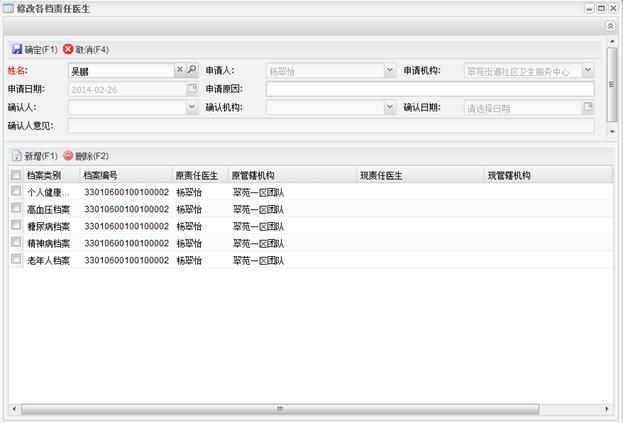 修改各档责任医生
确定(F1) 取消(F4)
姓名: 吴鹏 申请人: 杨翠怡 申请机构: 翠苑街道社区卫生服务中心
申请日期: 2014-02-26 申请原因:
确认人: 确认机构: 确认日期: 请选择日期
确认人意见:
新增(F1) 删除(F2)
档案类别 档案编号 原责任医生 原管辖机构 现责任医生 现管辖机构
个人健康... 33010600100100002 杨翠怡 翠苑一区团队
高血压档案 33010600100100002 杨翠怡 翠苑一区团队
糖尿病档案 33010600100100002 杨翠怡 翠苑一区团队
精神病档案 33010600100100002 杨翠怡 翠苑一区团队
老年人档案 33010600100100002 杨翠怡 翠苑一区团队